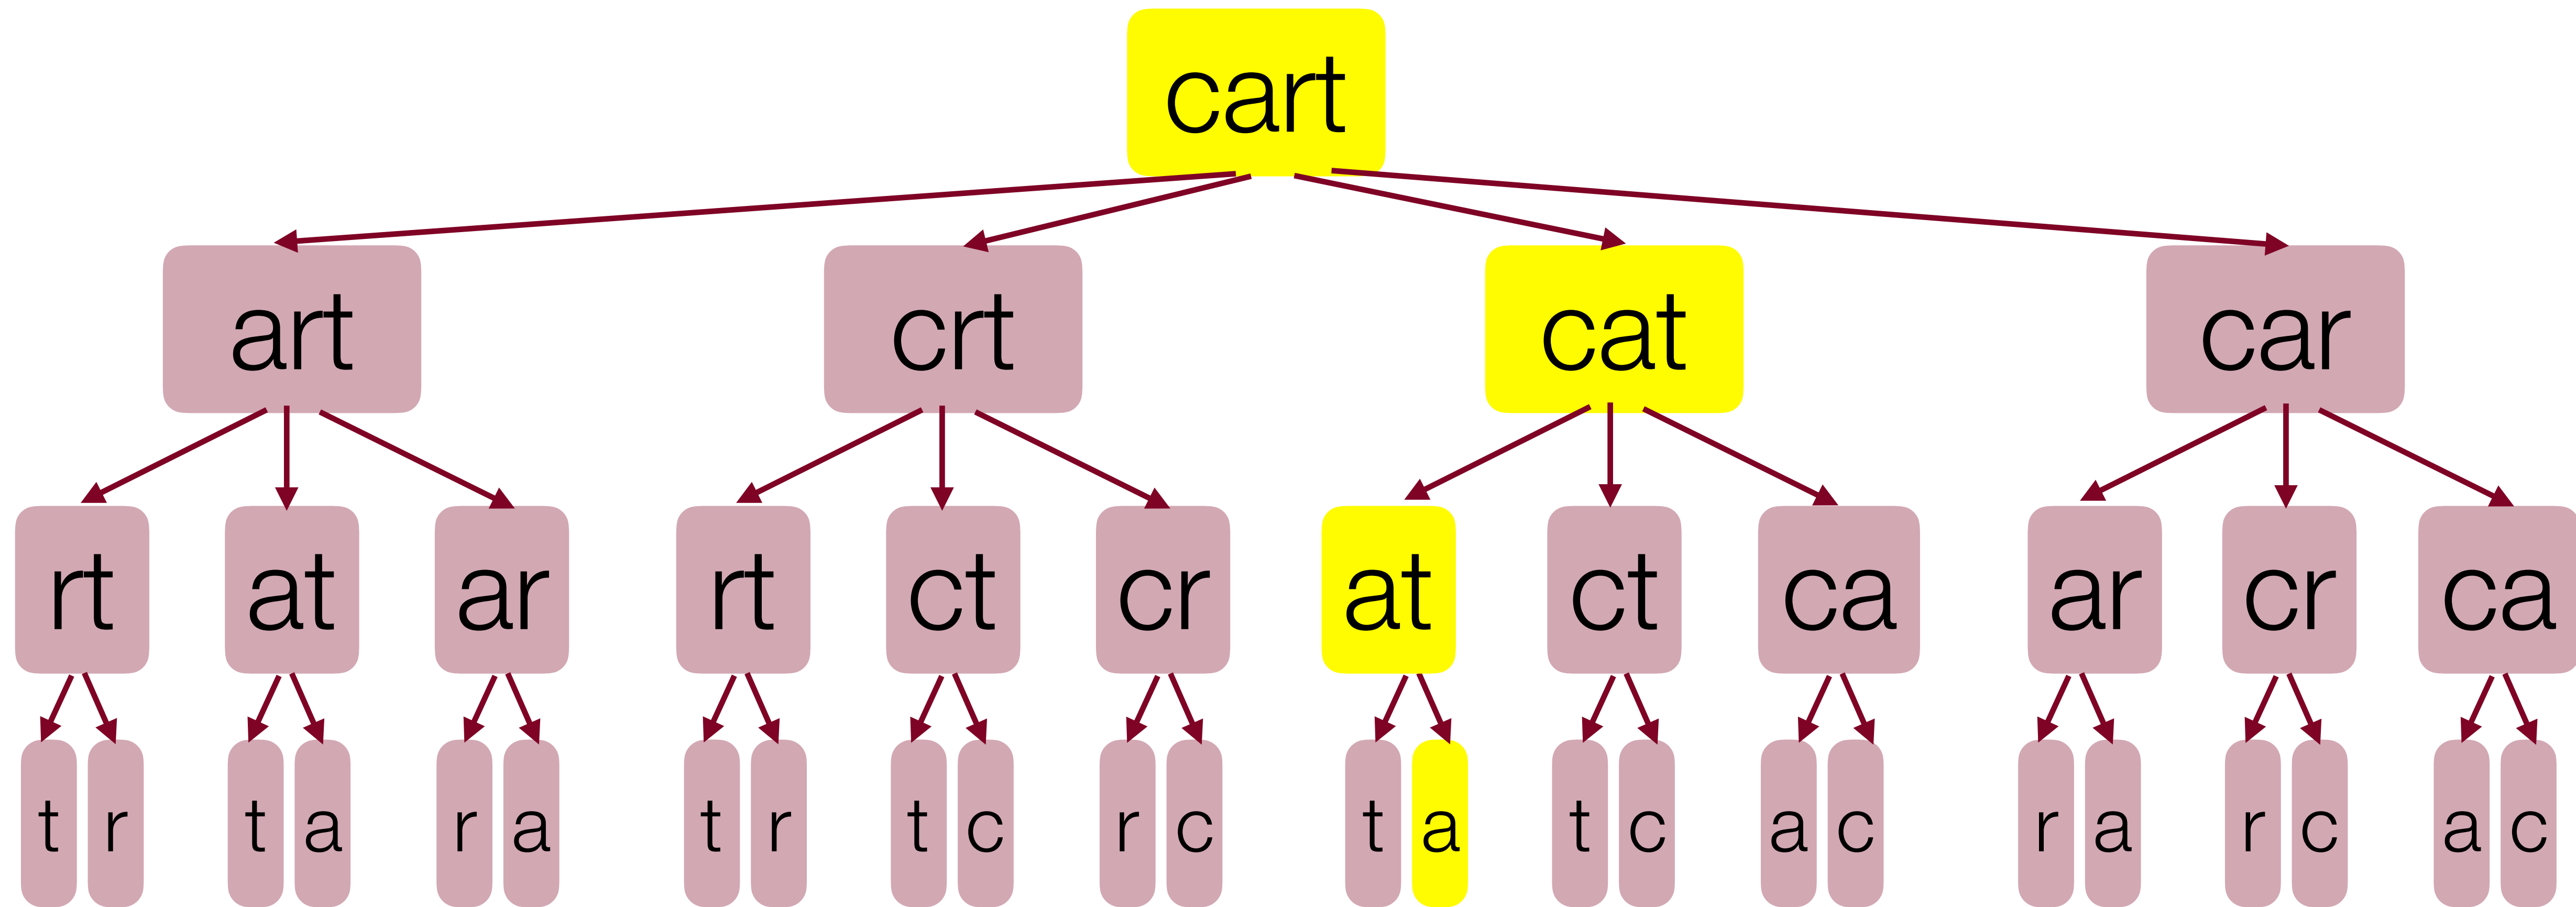 cart
art crt cat car
rt at ar rt ct cr at ct ca ar cr ca
t r t a r a t r t c r c t a t c a c r a r c a c